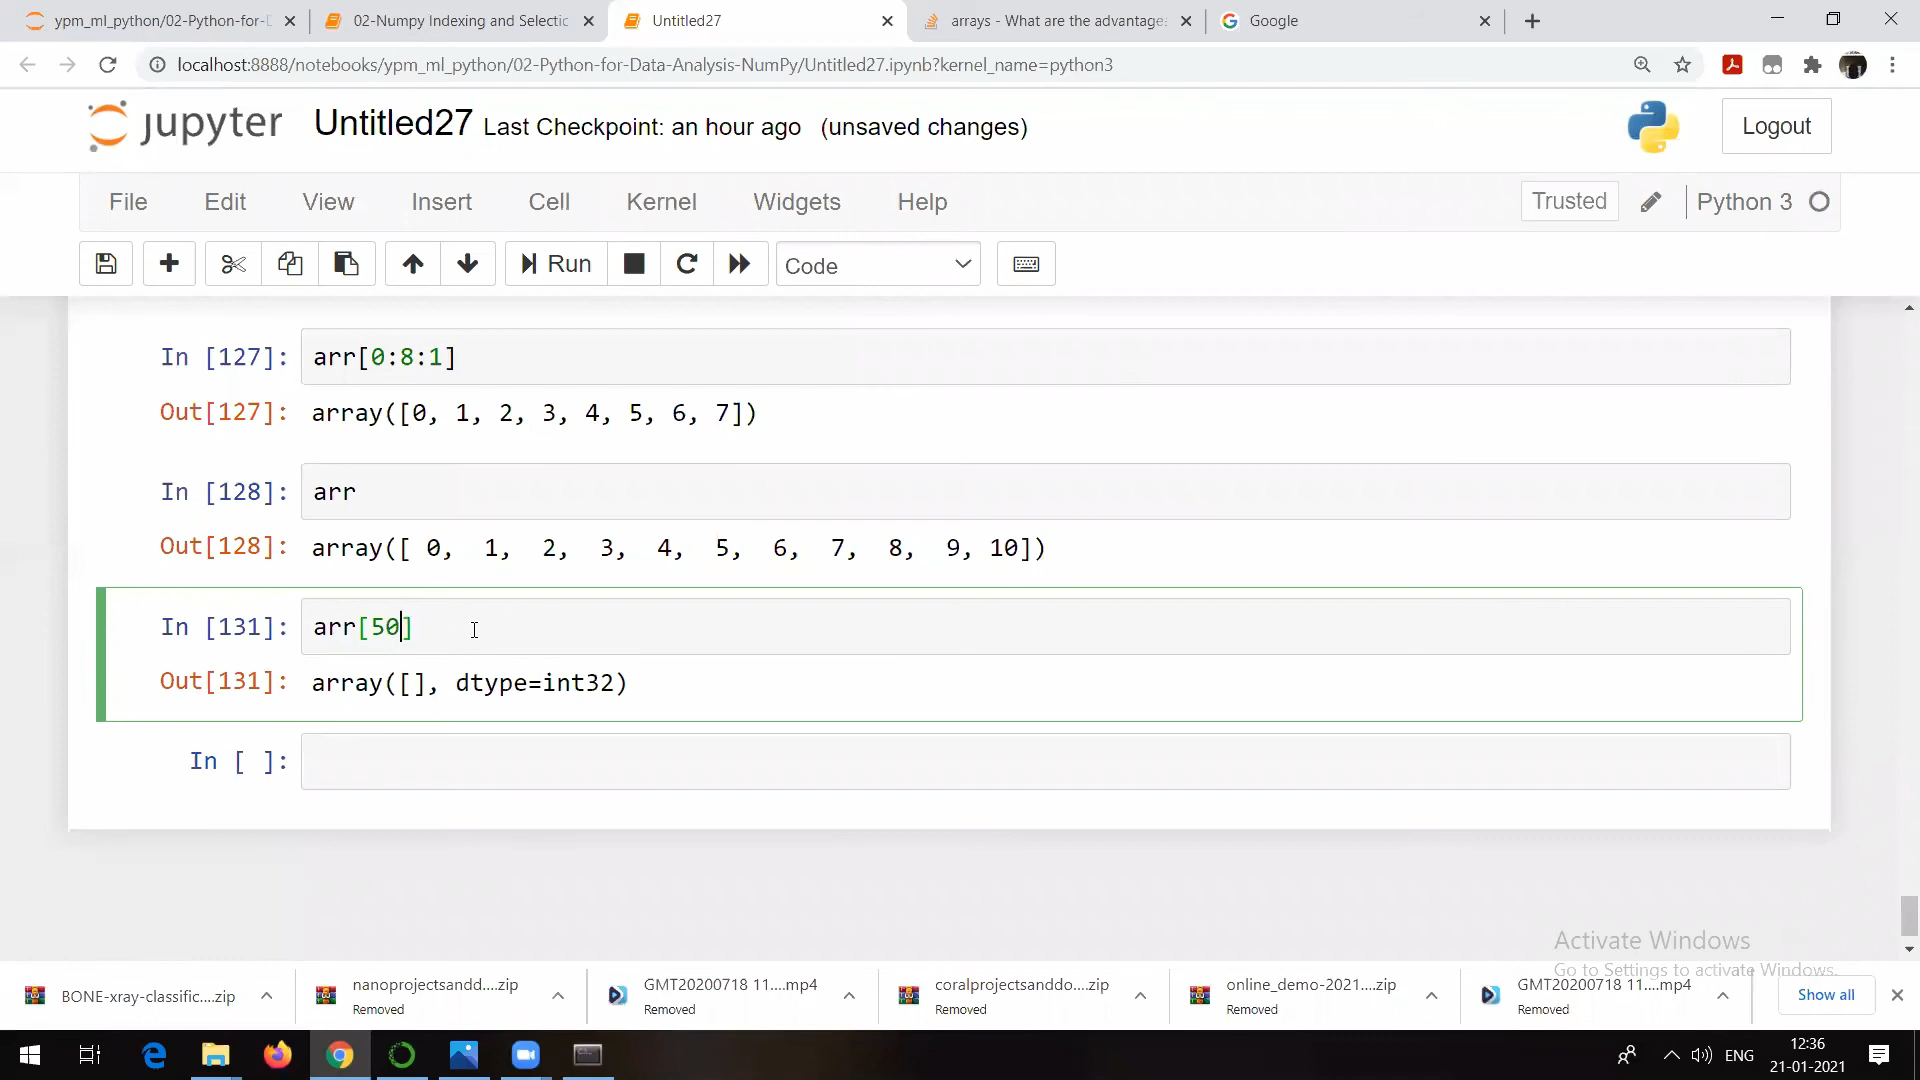 ypm_ml_python/02-Python-for-D
02-Numpy Indexing and Selectic
Untitled27
arrays - What are the advantage:
Google
localhost:8888/notebooks/ypm_ml_python/02-Python-for-Data-Analysis-NumPy/Untitled27.ipynb?kernel_name=python3
jupyter Untitled27 Last Checkpoint: an hour ago (unsaved changes)
Logout
File Edit View Insert Cell Kernel Widgets Help
Trusted
Python 3
Run
Code
In [127]: arr[0:8:1]
Out[127]: array([0, 1, 2, 3, 4, 5, 6, 7])
In [128]: arr
Out[128]: array([ 0, 1, 2, 3, 4, 5, 6, 7, 8, 9, 10])
In [131]: arr[50]
Out[131]: array([], dtype=int32)
In [ ]:
Activate Windows
Go to Settings to activate Windows.
BONE-xray-classific....zip
nanoprojectsandd....zip
Removed
GMT20200718 11....mp4
Removed
coralprojectsanddo....zip
Removed
online_demo-2021....zip
Removed
GMT20200718 11....mp4
Removed
Show all
ENG
12:36
21-01-2021